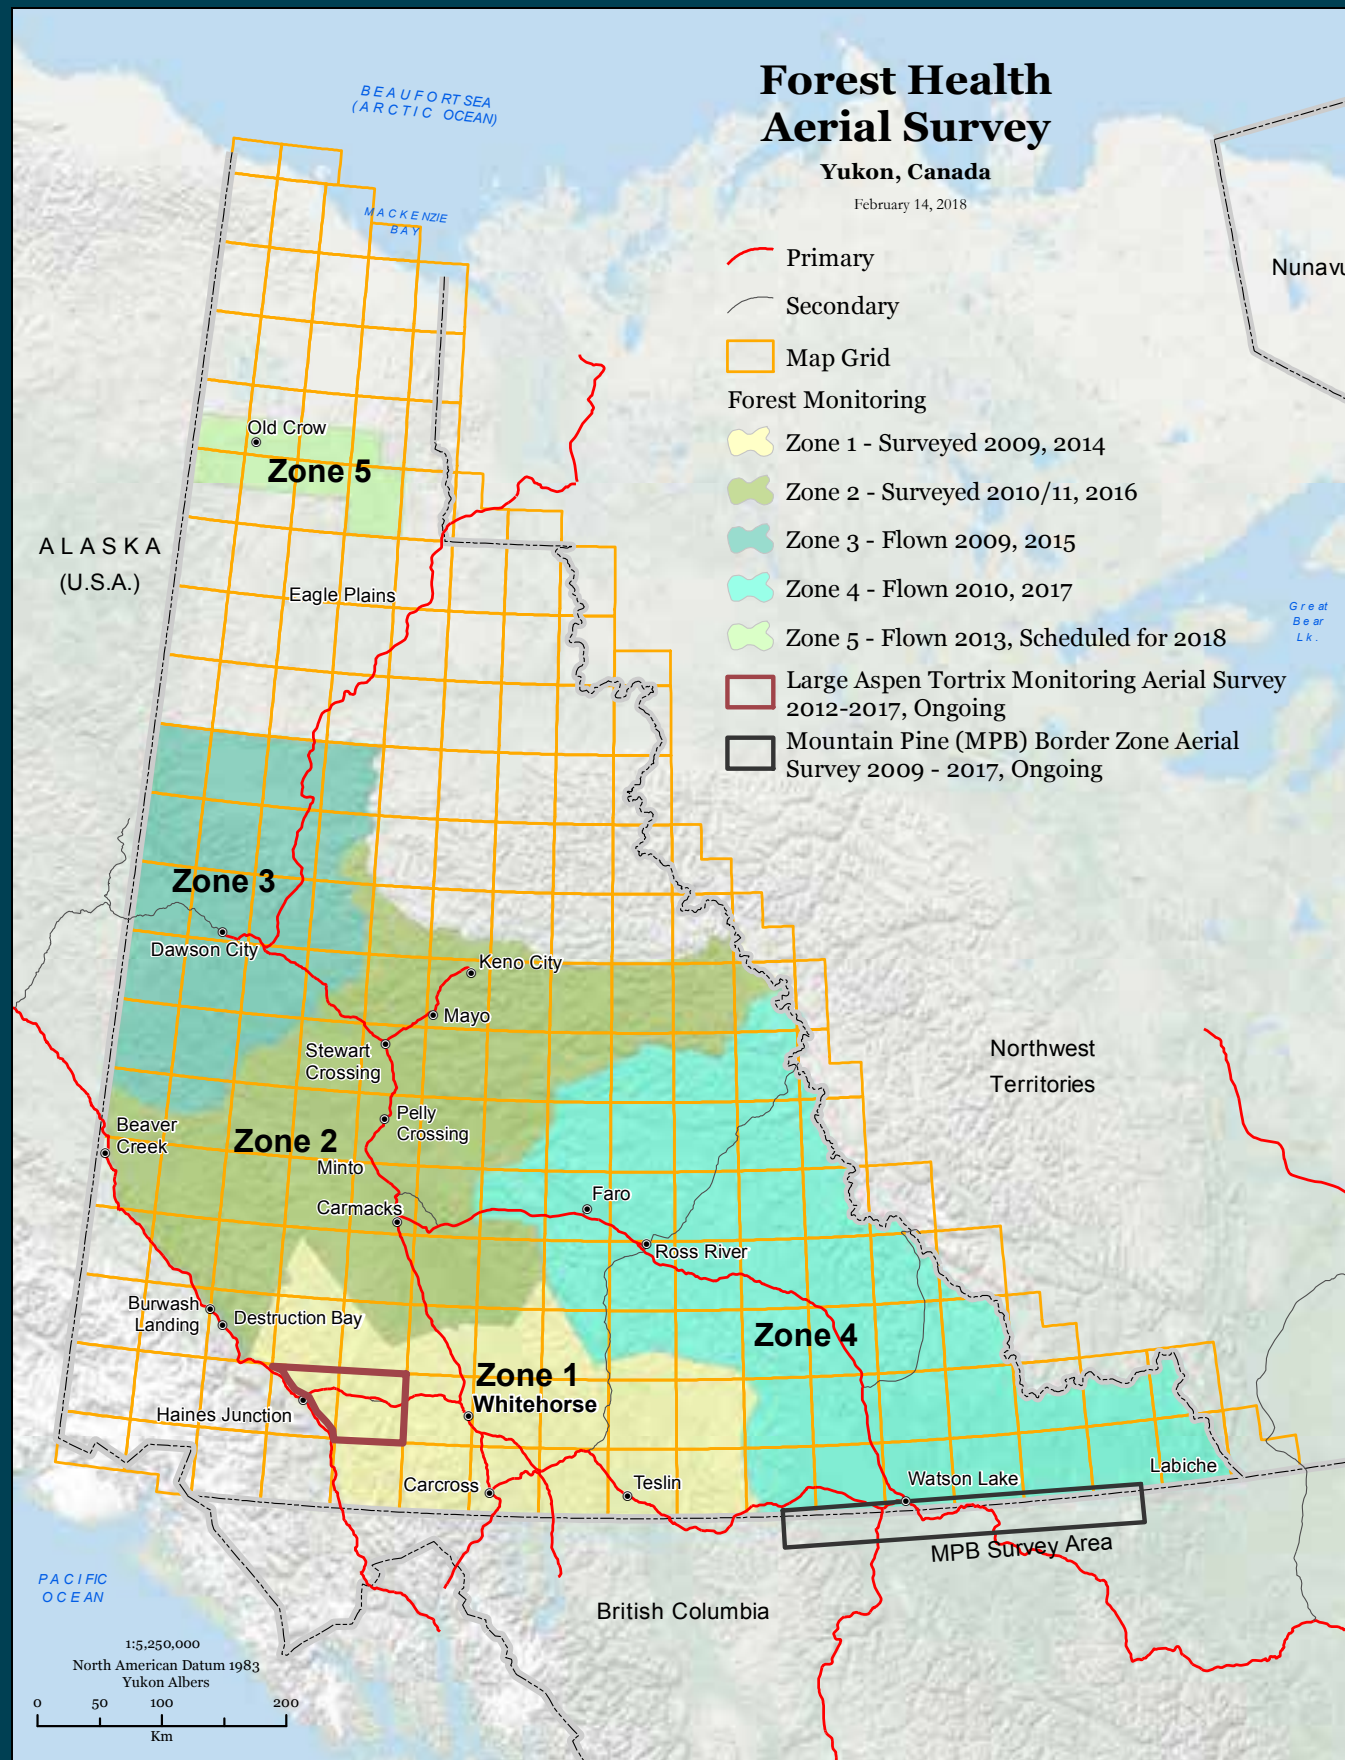 BEAUFORT SEA
(ARCTIC OCEAN)
Forest Health
Aerial Survey
Yukon, Canada
February 14, 2018
MACKENZIE
BAY
Primary
Nunavu
Secondary
Map Grid
Forest Monitoring
Old Crow
Zone 1 - Surveyed 2009, 2014
Zone 5
Zone 2 - Surveyed 2010/11, 2016
ALASKA
(U.S.A.)
Zone 3 - Flown 2009, 2015
Eagle Plains
Zone 4 - Flown 2010, 2017
Great
Bear
Lk.
Zone 5 - Flown 2013, Scheduled for 2018
Large Aspen Tortrix Monitoring Aerial Survey
2012-2017, Ongoing
Mountain Pine (MPB) Border Zone Aerial
Survey 2009 - 2017, Ongoing
Zone 3
Dawson City
Keno City
Mayo
Stewart
Crossing
Northwest
Territories
Pelly
Crossing
Beaver
Creek
Zone 2
Minto
Carmacks
Faro
Ross River
Burwash
Landing
Destruction Bay
Zone 4
Zone 1
Whitehorse
Haines Junction
Carcross
Teslin
Watson Lake
Labiche
MPB Survey Area
PACIFIC
OCEAN
British Columbia
1:5,250,000
North American Datum 1983
Yukon Albers
0 50 100 200
Km